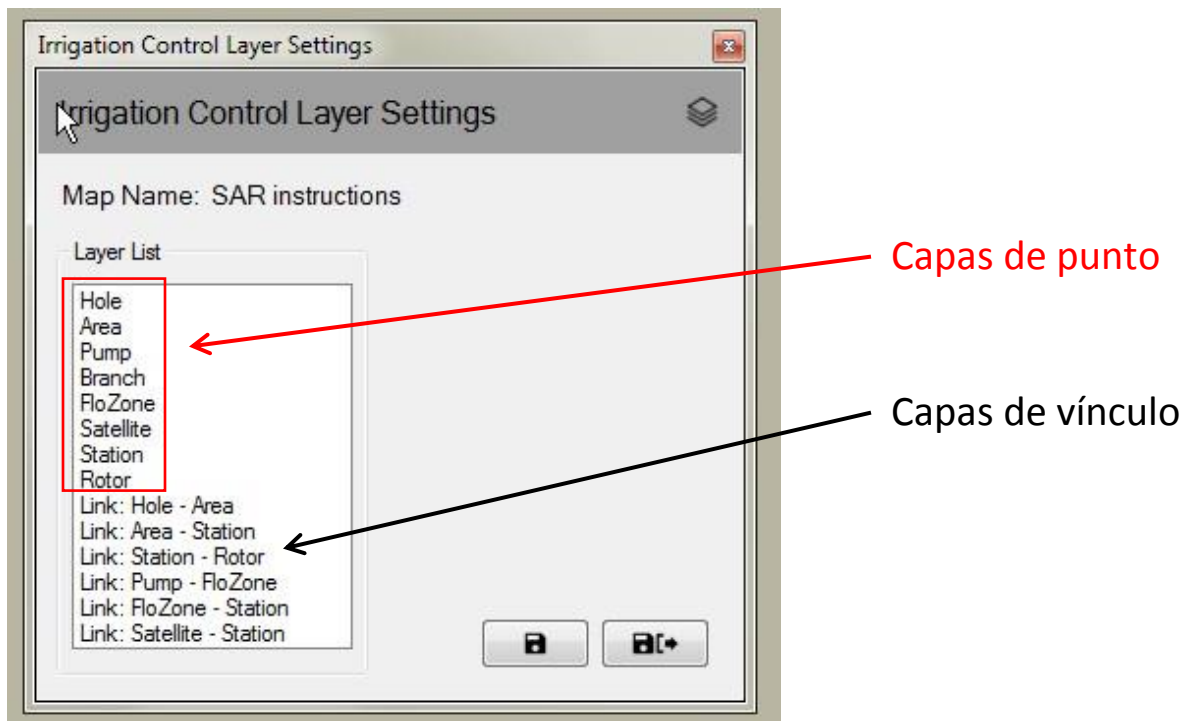 Irrigation Control Layer Settings
Irrigation Control Layer Settings
Map Name: SAR instructions
Layer List
Hole
Area
Pump
Branch
FloZone
Satellite
Station
Rotor
Link: Hole - Area
Link: Area - Station
Link: Station - Rotor
Link: Pump - FloZone
Link: FloZone - Station
Link: Satellite - Station
Capas de punto
Capas de vínculo